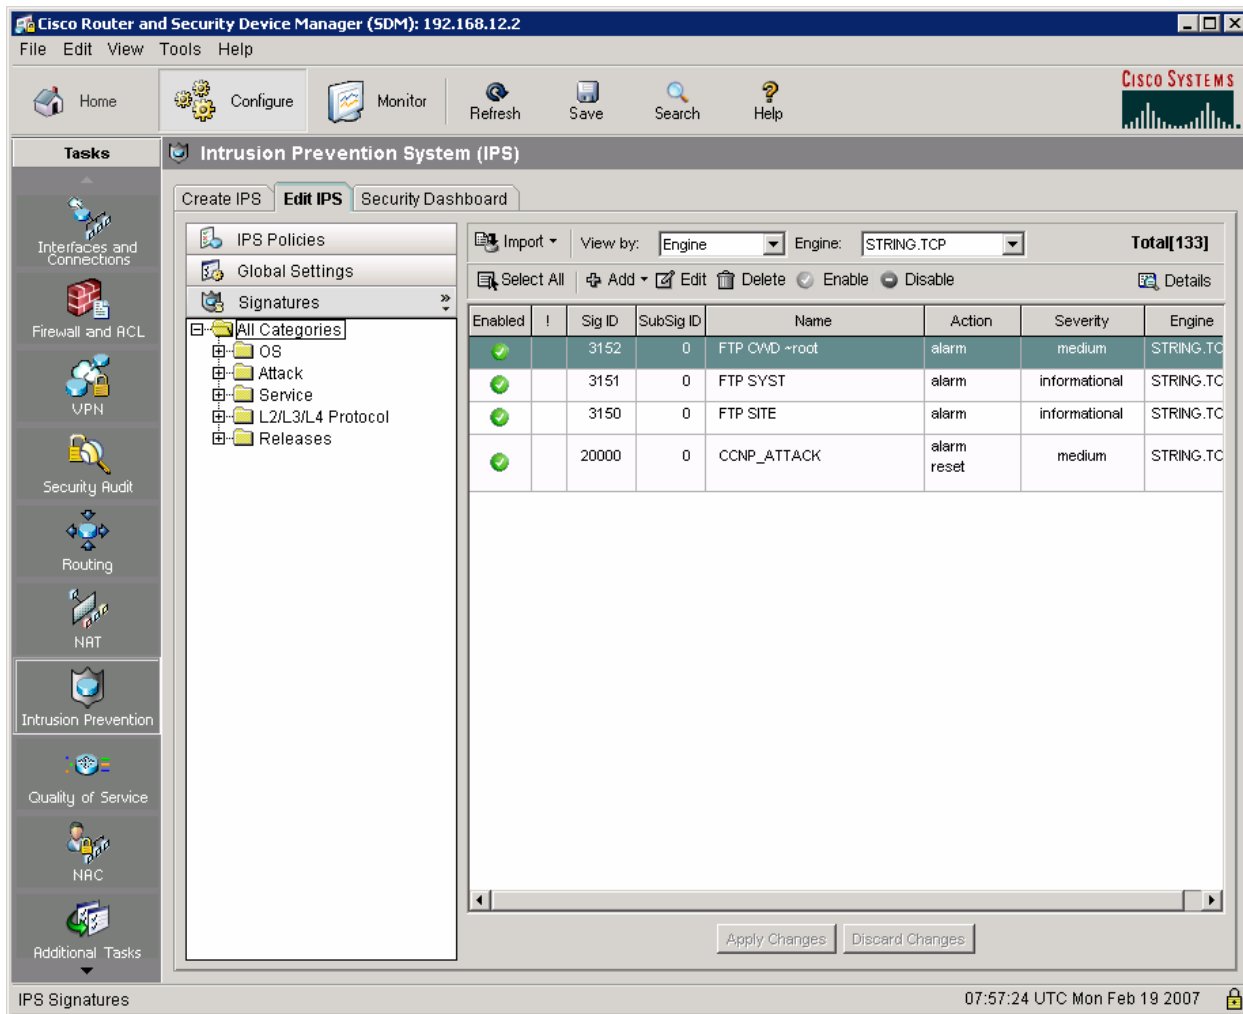 Cisco Router and Security Device Manager (SDM): 192.168.12.2
File Edit View Tools Help
Home Configure Monitor Refresh Save Search Help
CISCO SYSTEMS
Tasks
Intrusion Prevention System (IPS)
Create IPS Edit IPS Security Dashboard
Interfaces and
Connections
Firewall and ACL
VPN
Security Audit
Routing
NAT
Intrusion Prevention
Quality of Service
NAC
Additional Tasks
IPS Policies
Global Settings
Signatures
All Categories
OS
Attack
Service
L2/L3/L4 Protocol
Releases
Import View by: Engine Engine: STRING.TCP Total[133]
Select All Add Edit Delete Enable Disable Details
Enabled ! Sig ID SubSig ID Name Action Severity Engine
3152 0 FTP CWD ~root alarm medium STRING.TC
3151 0 FTP SYST alarm informational STRING.TC
3150 0 FTP SITE alarm informational STRING.TC
20000 0 CCNP_ATTACK alarm reset medium STRING.TC
Apply Changes Discard Changes
IPS Signatures 07:57:24 UTC Mon Feb 19 2007